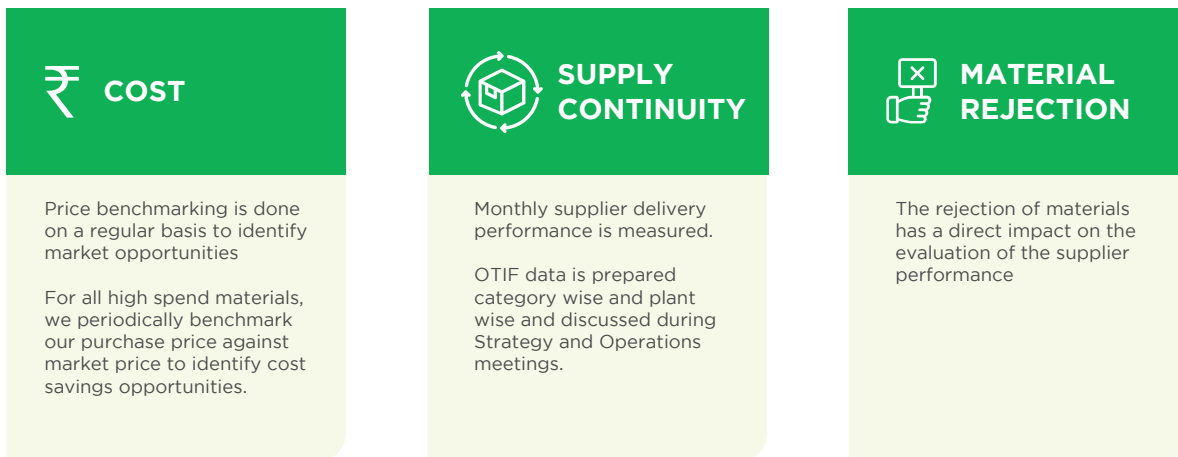 ₹ COST
Price benchmarking is done
on a regular basis to identify
market opportunities
For all high spend materials,
we periodically benchmark
our purchase price against
market price to identify cost
savings opportunities.
SUPPLY
CONTINUITY
Monthly supplier delivery
performance is measured.
OTIF data is prepared
category wise and plant
wise and discussed during
Strategy and Operations
meetings.
MATERIAL
REJECTION
The rejection of materials
has a direct impact on the
evaluation of the supplier
performance